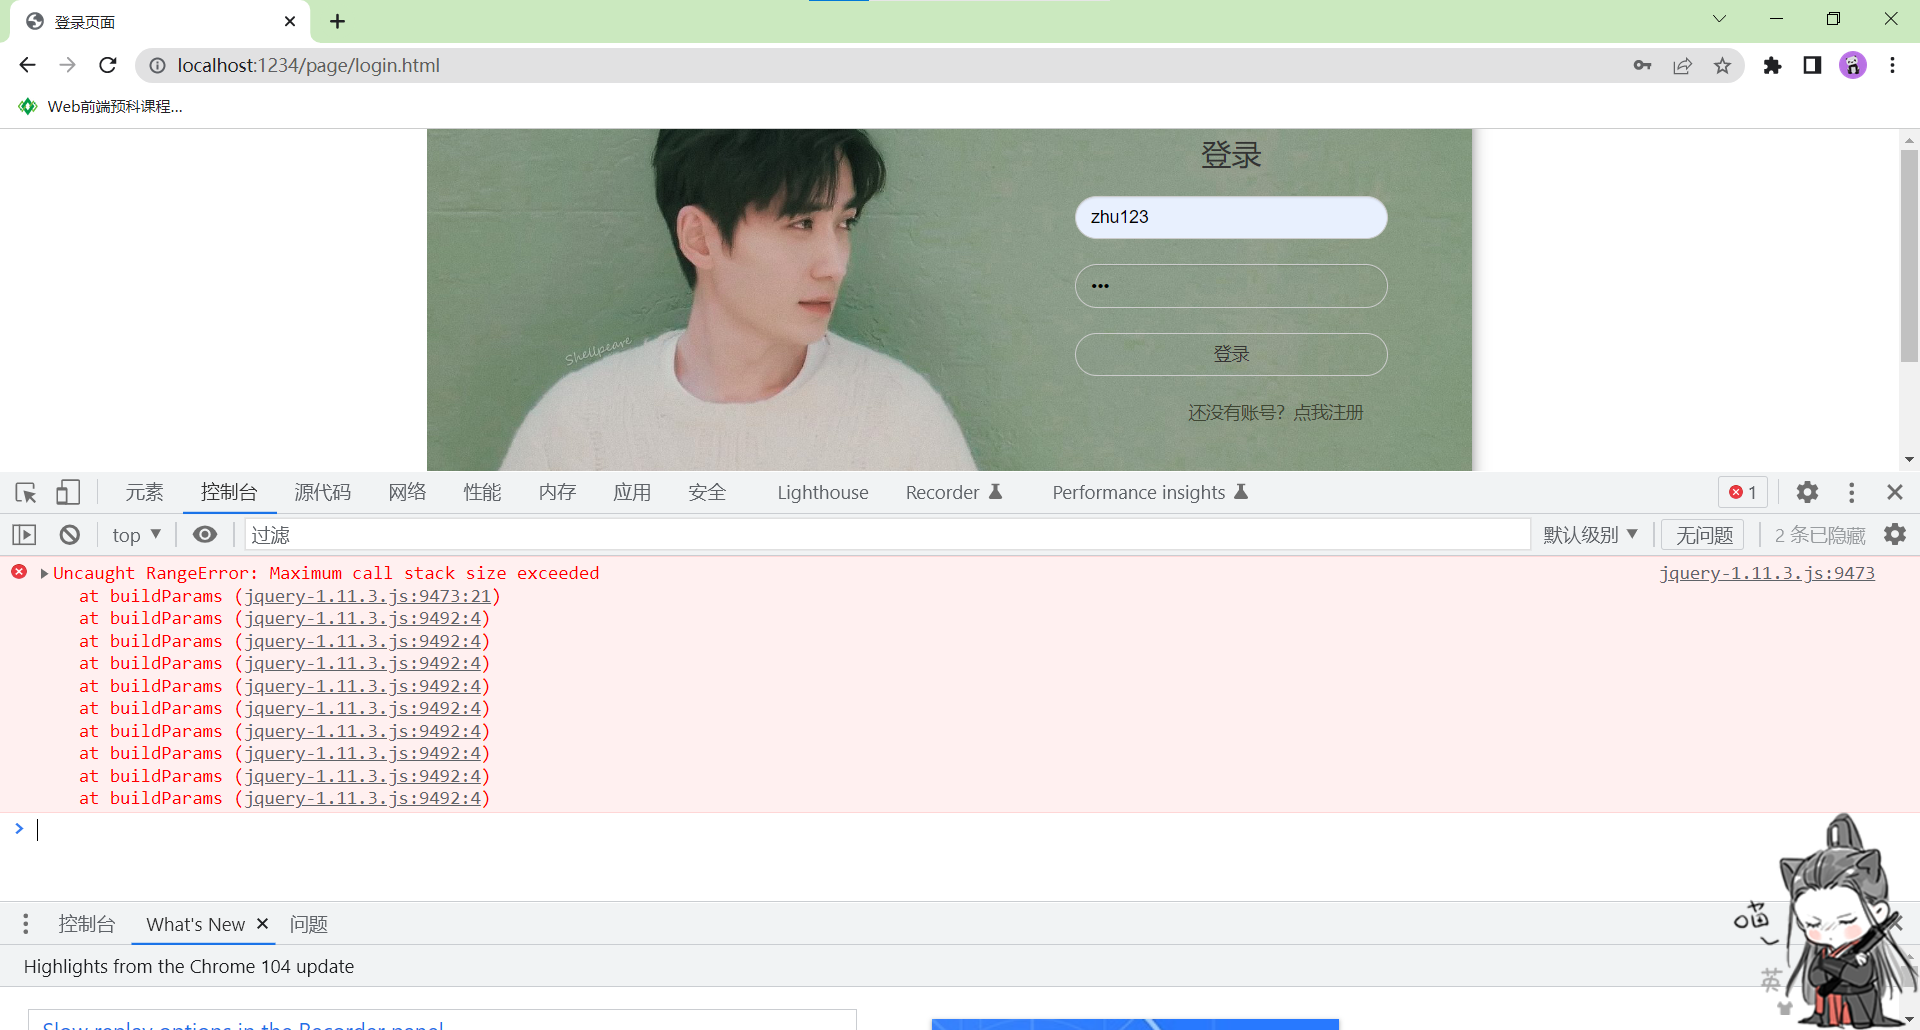 登录页面
localhost:1234/page/login.html
Web前端预科课程...
登录
zhu123
•••
登录
还没有账号？点我注册
Shellpeare
元素 控制台 源代码 网络 性能 内存 应用 安全 Lighthouse Recorder Performance insights 1
top 过滤 默认级别 无问题 2 条已隐藏
Uncaught RangeError: Maximum call stack size exceeded jquery-1.11.3.js:9473
at buildParams (jquery-1.11.3.js:9473:21)
at buildParams (jquery-1.11.3.js:9492:4)
at buildParams (jquery-1.11.3.js:9492:4)
at buildParams (jquery-1.11.3.js:9492:4)
at buildParams (jquery-1.11.3.js:9492:4)
at buildParams (jquery-1.11.3.js:9492:4)
at buildParams (jquery-1.11.3.js:9492:4)
at buildParams (jquery-1.11.3.js:9492:4)
at buildParams (jquery-1.11.3.js:9492:4)
at buildParams (jquery-1.11.3.js:9492:4)
喵~
控制台 What's New 问题
Highlights from the Chrome 104 update
英
Slow replay options in the Recorder panel